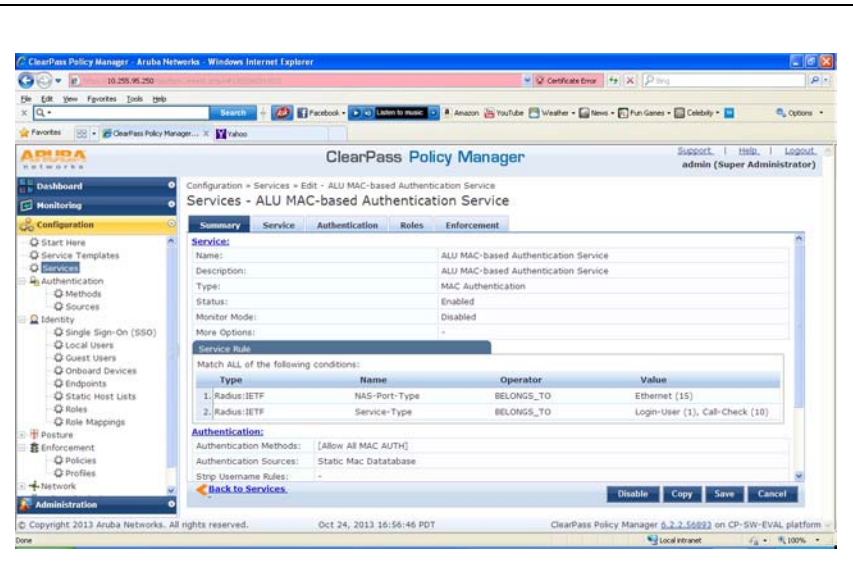 ClearPass Policy Manager - Aruba Networks - Windows Internet Explorer
10.255.95.250 Certificate Error Bing
File Edit View Favorites Tools Help
Search Facebook Listen to music Amazon YouTube Weather News Fun Games Celebrity Options
Favorites ClearPass Policy Manager... Yahoo
ARUBA networks
ClearPass Policy Manager
Support | Help | Logout
admin (Super Administrator)
Dashboard
Monitoring
Configuration
Start Here
Service Templates
Services
Authentication
Methods
Sources
Identity
Single Sign-On (SSO)
Local Users
Guest Users
Onboard Devices
Endpoints
Static Host Lists
Roles
Role Mappings
Posture
Enforcement
Policies
Profiles
Network
Administration
Configuration » Services » Edit - ALU MAC-based Authentication Service
Services - ALU MAC-based Authentication Service
Summary Service Authentication Roles Enforcement
Service:
Name: ALU MAC-based Authentication Service
Description: ALU MAC-based Authentication Service
Type: MAC Authentication
Status: Enabled
Monitor Mode: Disabled
More Options: -
Service Rule
Match ALL of the following conditions:
Type Name Operator Value
1. Radius:IETF NAS-Port-Type BELONGS_TO Ethernet (15)
2. Radius:IETF Service-Type BELONGS_TO Login-User (1), Call-Check (10)
Authentication:
Authentication Methods: [Allow All MAC AUTH]
Authentication Sources: Static Mac Datatabase
Strip Username Rules: -
Back to Services
Disable Copy Save Cancel
© Copyright 2013 Aruba Networks. All rights reserved. Oct 24, 2013 16:56:46 PDT ClearPass Policy Manager 6.2.2.56893 on CP-SW-EVAL platform
Done Local intranet 100%